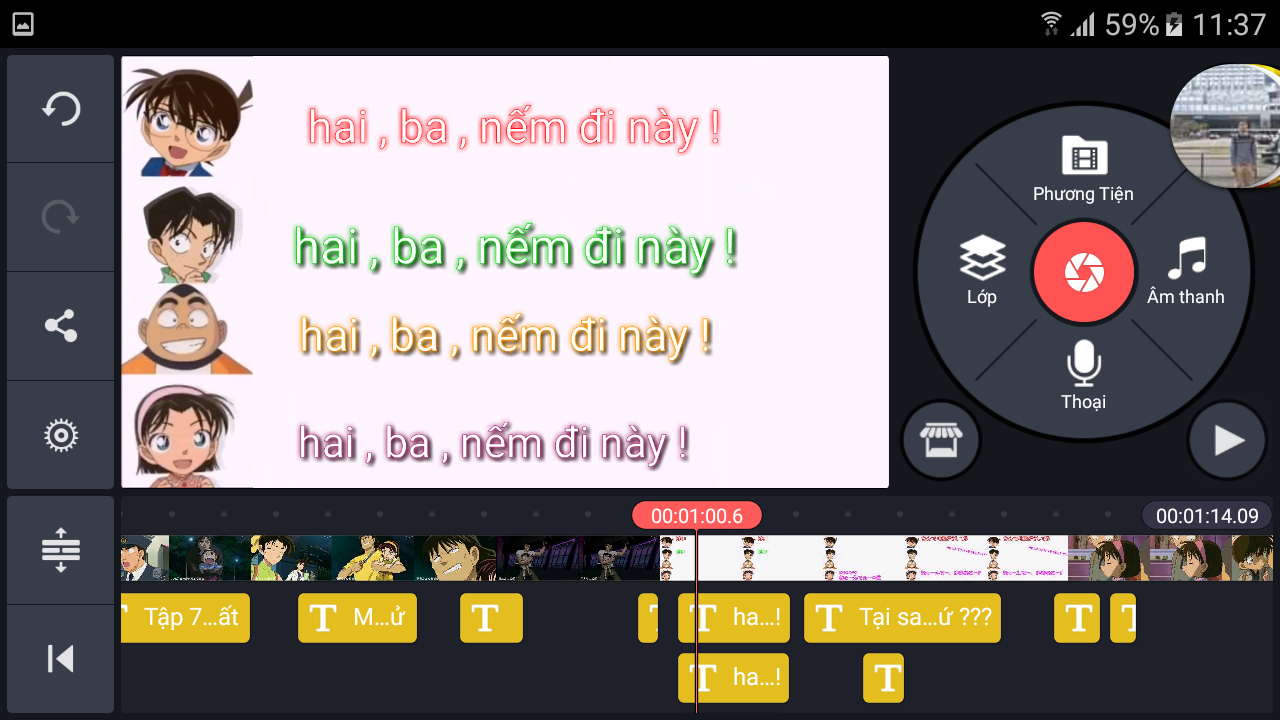 59% 11:37
hai , ba , nếm đi này !
hai , ba , nếm đi này !
hai , ba , nếm đi này !
hai , ba , nếm đi này !
Phương Tiện
Lớp
Âm thanh
Thoại
00:01:00.6
00:01:14.09
Tập 7...ất
T
M...ử
T
T
T
ha...!
T
Tại sa...ứ ???
T
T
T
ha...!
T